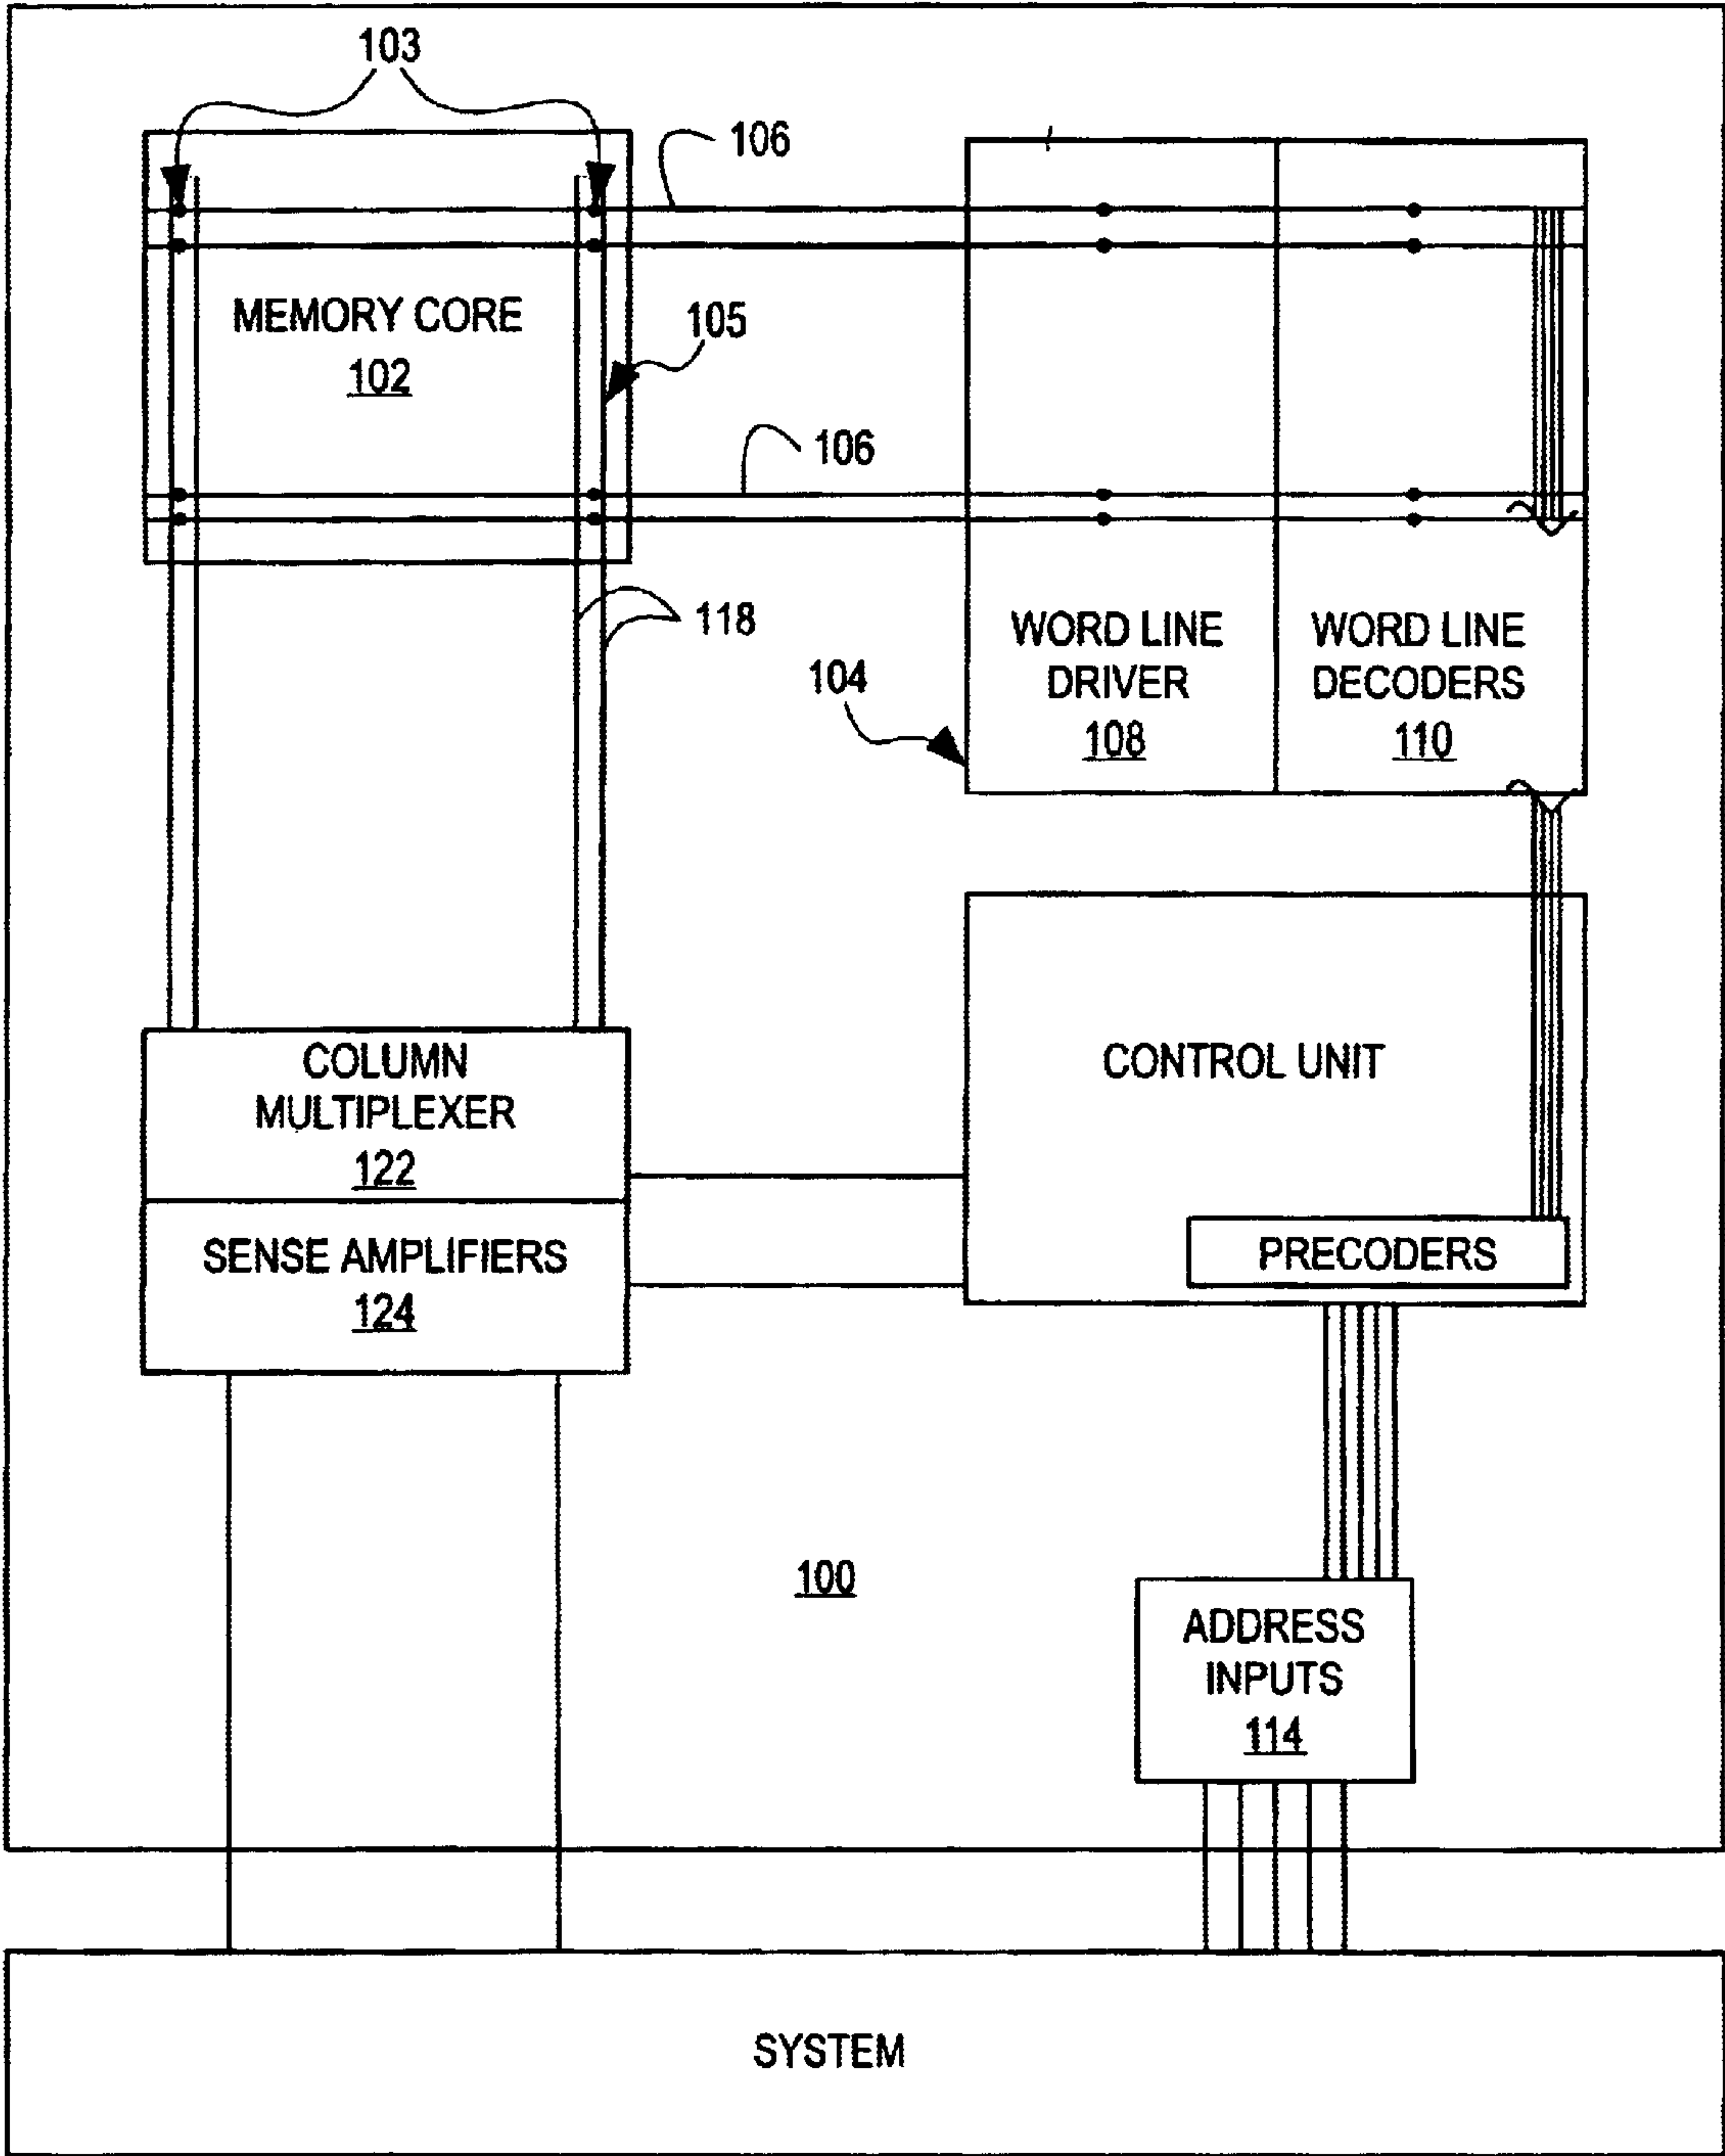 103
106
MEMORY CORE
102
105
106
118
104
WORD LINE
DRIVER
108
WORD LINE
DECODERS
110
COLUMN
MULTIPLEXER
122
SENSE AMPLIFIERS
124
CONTROL UNIT
PRECODERS
100
ADDRESS
INPUTS
114
SYSTEM